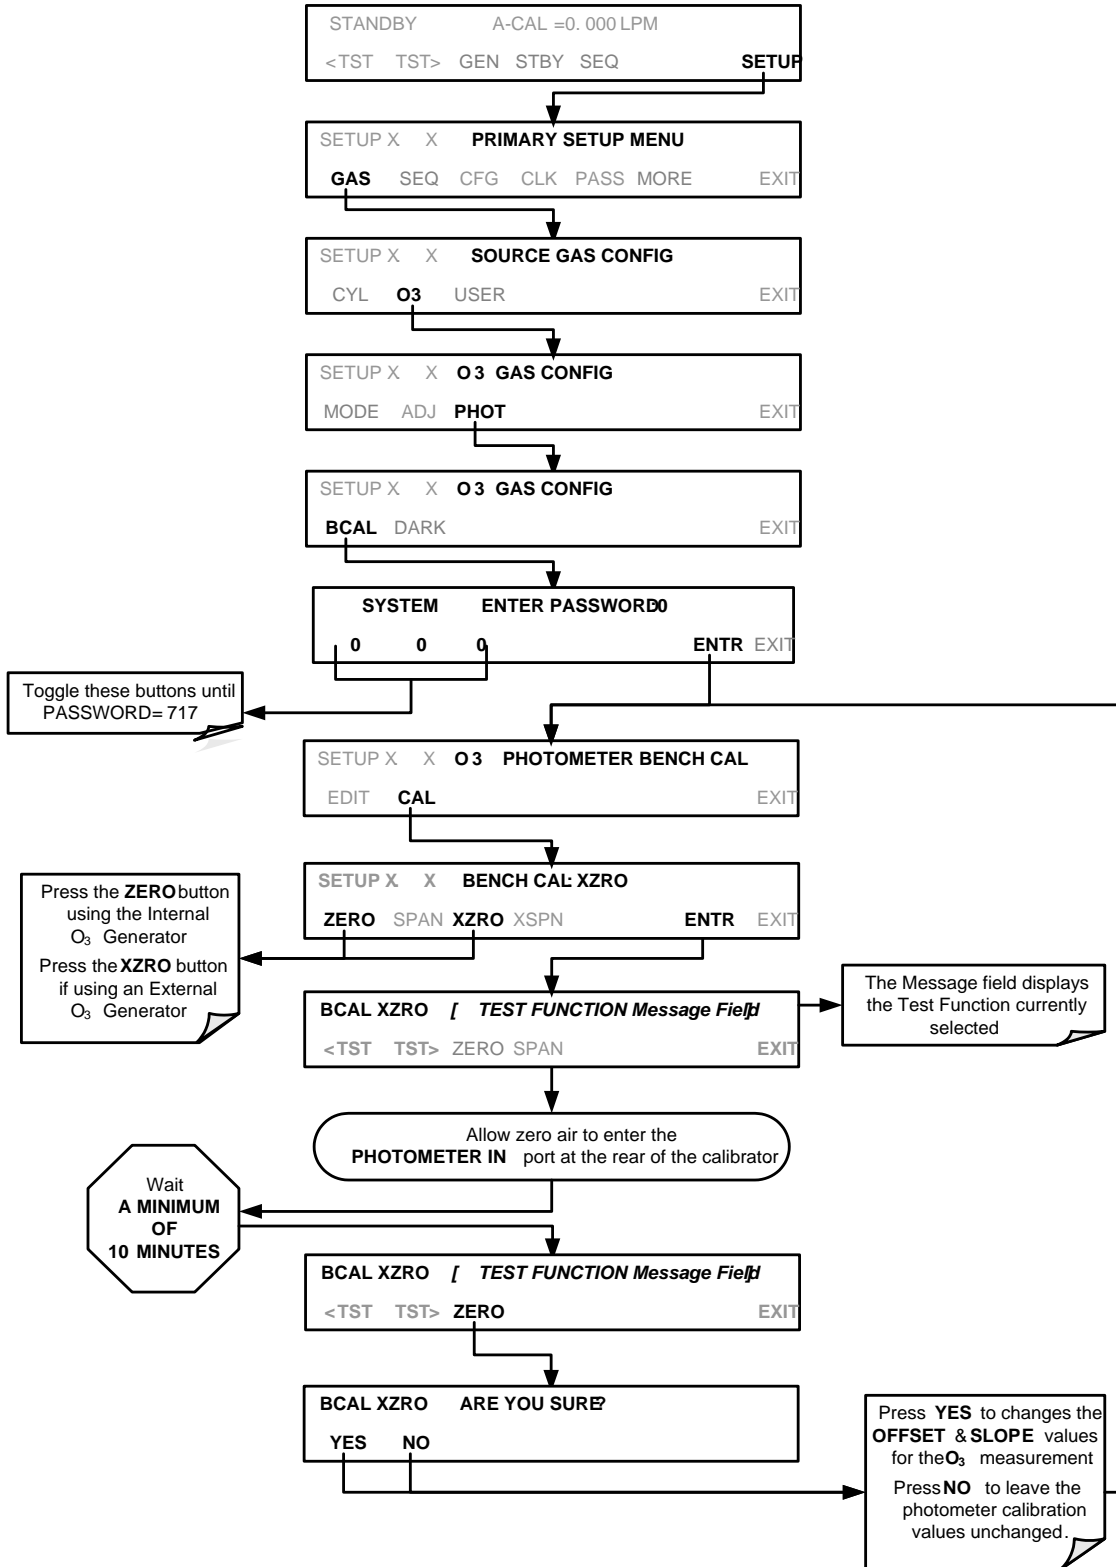 STANDBY A-CAL =0. 000 LPM
<TST TST> GEN STBY SEQ SETUP
SETUP X. X PRIMARY SETUP MENU
GAS SEQ CFG CLK PASS MORE EXIT
SETUP X. X SOURCE GAS CONFIG
CYL O3 USER EXIT
SETUP X. X O3 GAS CONFIG
MODE ADJ PHOT EXIT
SETUP X. X O3 GAS CONFIG
BCAL DARK EXIT
SYSTEM ENTER PASSWORD:0
0 0 0 ENTR EXIT
Toggle these buttons until
PASSWORD= 717
SETUP X. X O3 PHOTOMETER BENCH CAL
EDIT CAL EXIT
SETUP X. X BENCH CAL: XZRO
ZERO SPAN XZRO XSPN ENTR EXIT
Press the ZERO button
using the Internal
O₃ Generator
Press the XZRO button
if using an External
O₃ Generator
BCAL XZRO [ TEST FUNCTION Message Field]
<TST TST> ZERO SPAN EXIT
The Message field displays
the Test Function currently
selected
Allow zero air to enter the
PHOTOMETER IN port at the rear of the calibrator
Wait
A MINIMUM
OF
10 MINUTES
BCAL XZRO [ TEST FUNCTION Message Field]
<TST TST> ZERO EXIT
BCAL XZRO ARE YOU SURE?
YES NO
Press YES to changes the
OFFSET & SLOPE values
for the O₃ measurement
Press NO to leave the
photometer calibration
values unchanged.